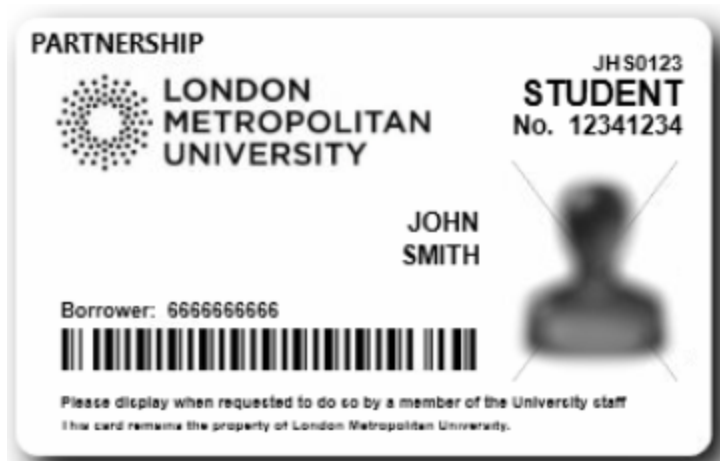 PARTNERSHIP
JHS0123
STUDENT
No. 12341234
LONDON
METROPOLITAN
UNIVERSITY
JOHN
SMITH
Borrower: 6666666666
Please display when requested to do so by a member of the University staff
This card remains the property of London Metropolitan University.